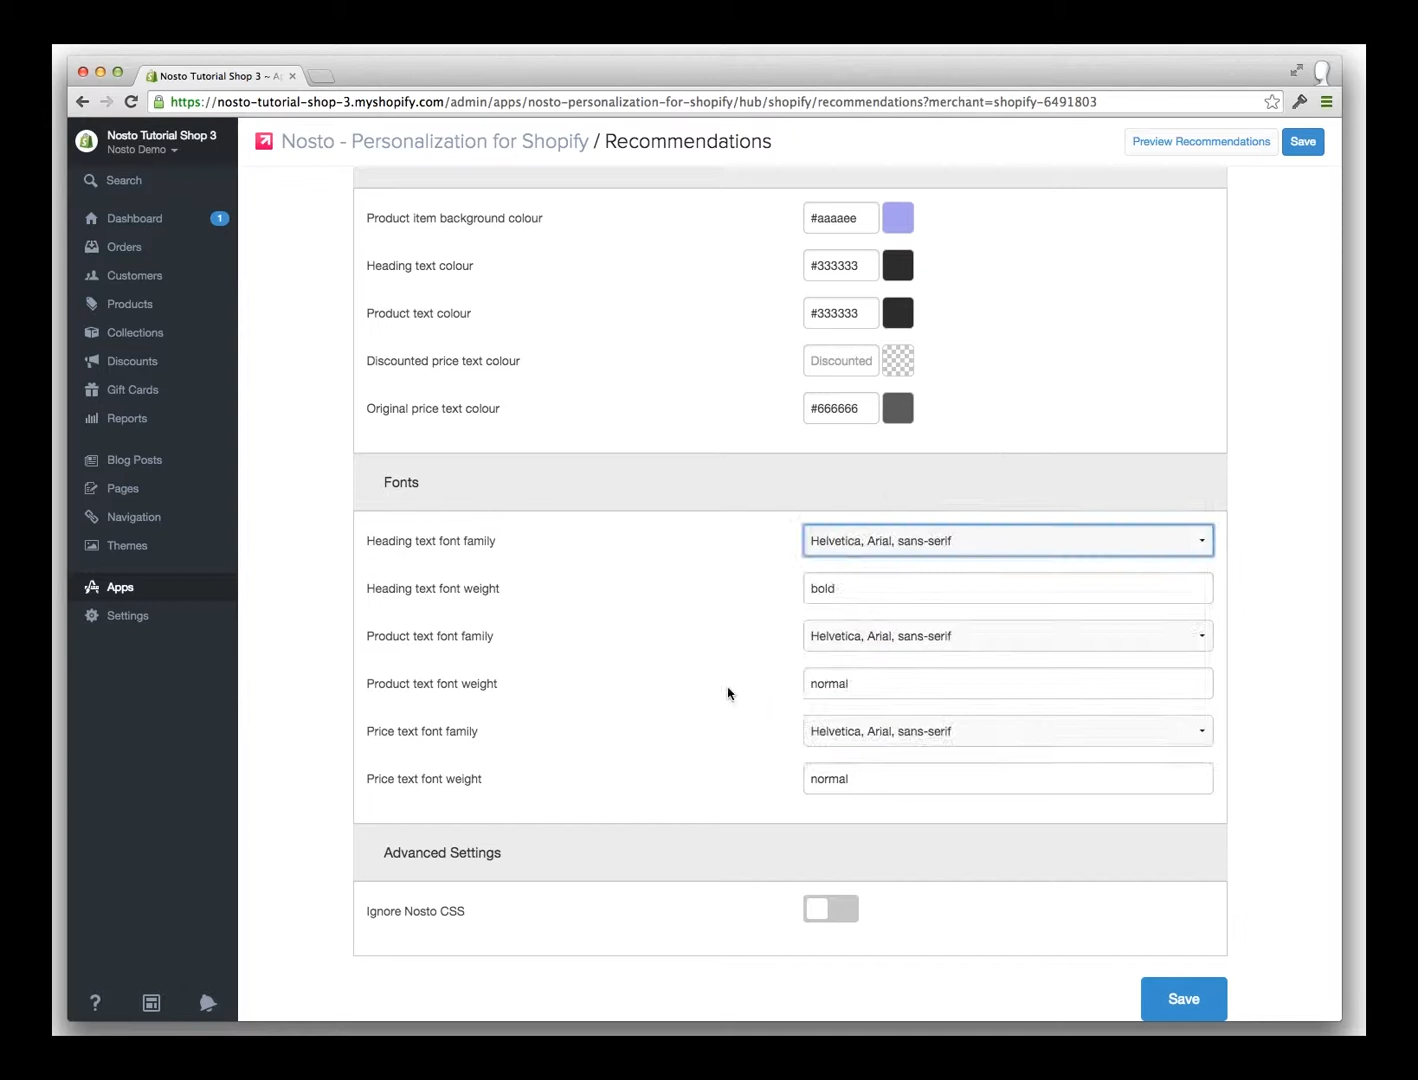 Nosto Tutorial Shop 3 ~ A
https://nosto-tutorial-shop-3.myshopify.com/admin/apps/nosto-personalization-for-shopify/hub/shopify/recommendations?merchant=shopify-6491803
Nosto Tutorial Shop 3
Nosto Demo
Nosto - Personalization for Shopify / Recommendations
Preview Recommendations
Save
Search
Dashboard
1
Orders
Customers
Products
Collections
Discounts
Gift Cards
Reports
Blog Posts
Pages
Navigation
Themes
Apps
Settings
?
Product item background colour
#aaaaee
Heading text colour
#333333
Product text colour
#333333
Discounted price text colour
Discounted
Original price text colour
#666666
Fonts
Heading text font family
Helvetica, Arial, sans-serif
Heading text font weight
bold
Product text font family
Helvetica, Arial, sans-serif
Product text font weight
normal
Price text font family
Helvetica, Arial, sans-serif
Price text font weight
normal
Advanced Settings
Ignore Nosto CSS
Save